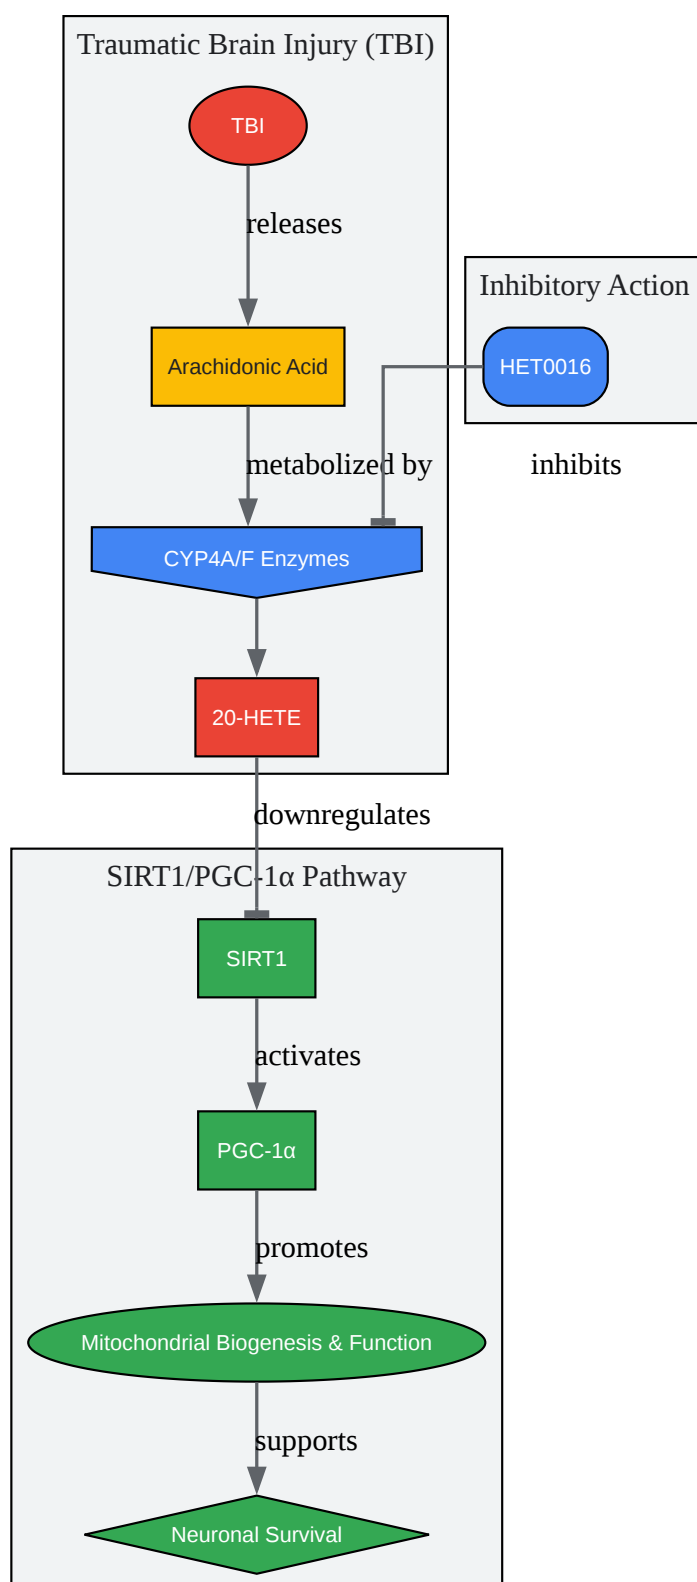 Traumatic Brain Injury (TBI)
TBI
releases
Inhibitory Action
Arachidonic Acid
HET0016
metabolized by
inhibits
CYP4A/F Enzymes
20-HETE
downregulates
SIRT1/PGC-1α Pathway
SIRT1
activates
PGC-1α
promotes
Mitochondrial Biogenesis & Function
supports
Neuronal Survival